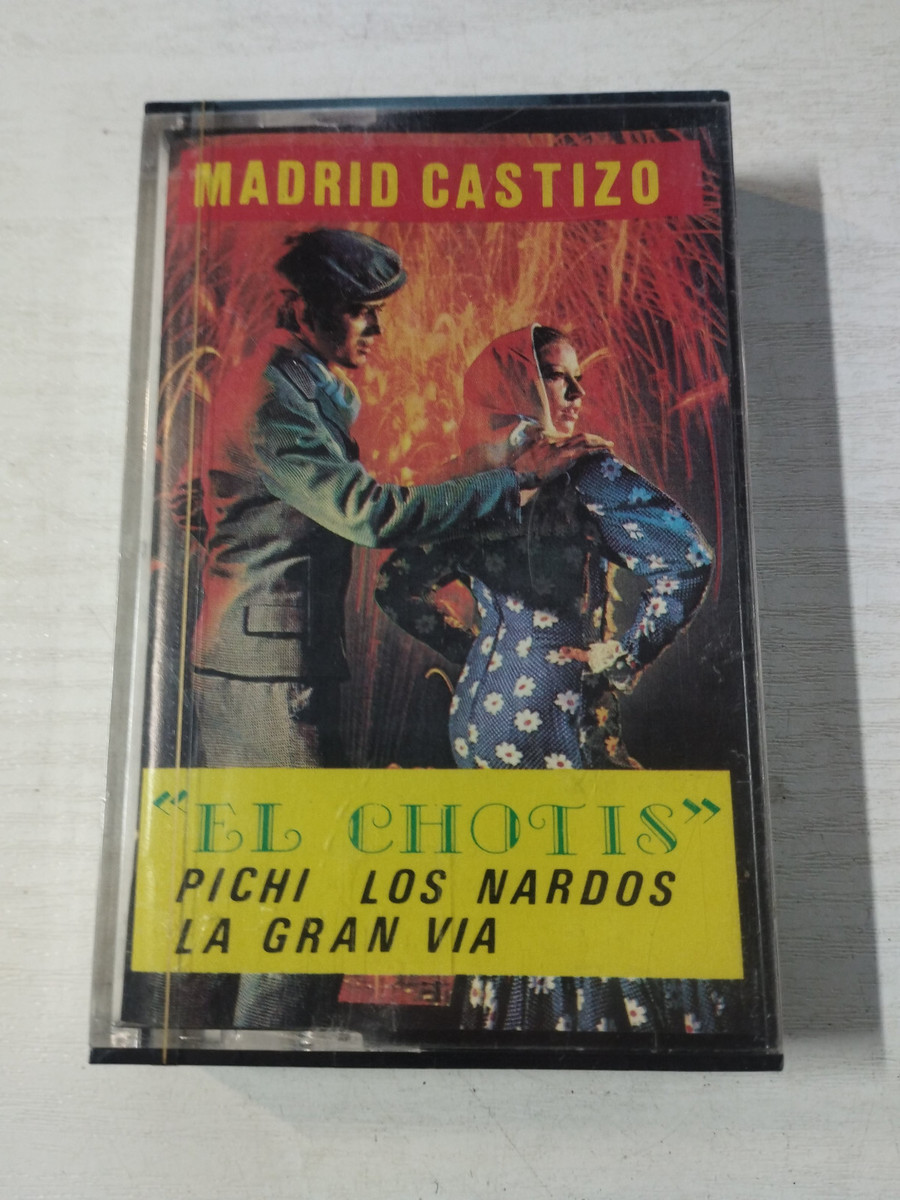 MADRID CASTIZO
“EL CHOTIS”
PICHI LOS NARDOS
LA GRAN VIA